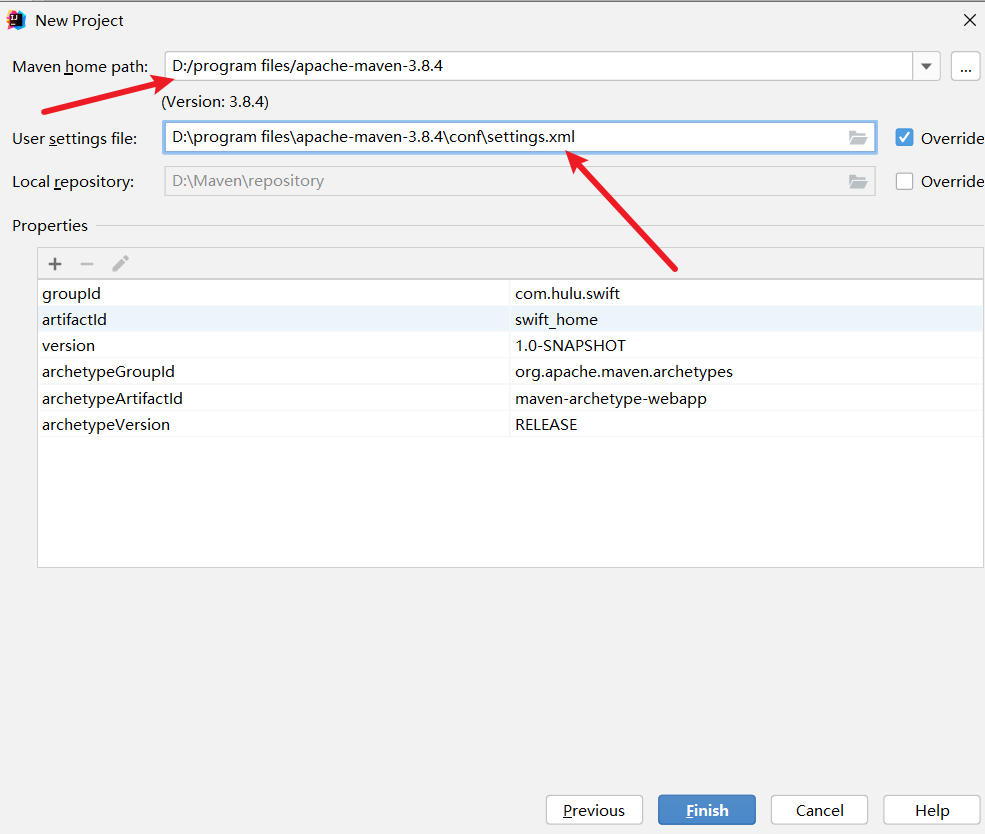 New Project
Maven home path: D:/program files/apache-maven-3.8.4 ...
(Version: 3.8.4)
User settings file: D:\program files\apache-maven-3.8.4\conf\settings.xml Override
Local repository: D:\Maven\repository Override
Properties
groupId com.hulu.swift
artifactId swift_home
version 1.0-SNAPSHOT
archetypeGroupId org.apache.maven.archetypes
archetypeArtifactId maven-archetype-webapp
archetypeVersion RELEASE
Previous Finish Cancel Help